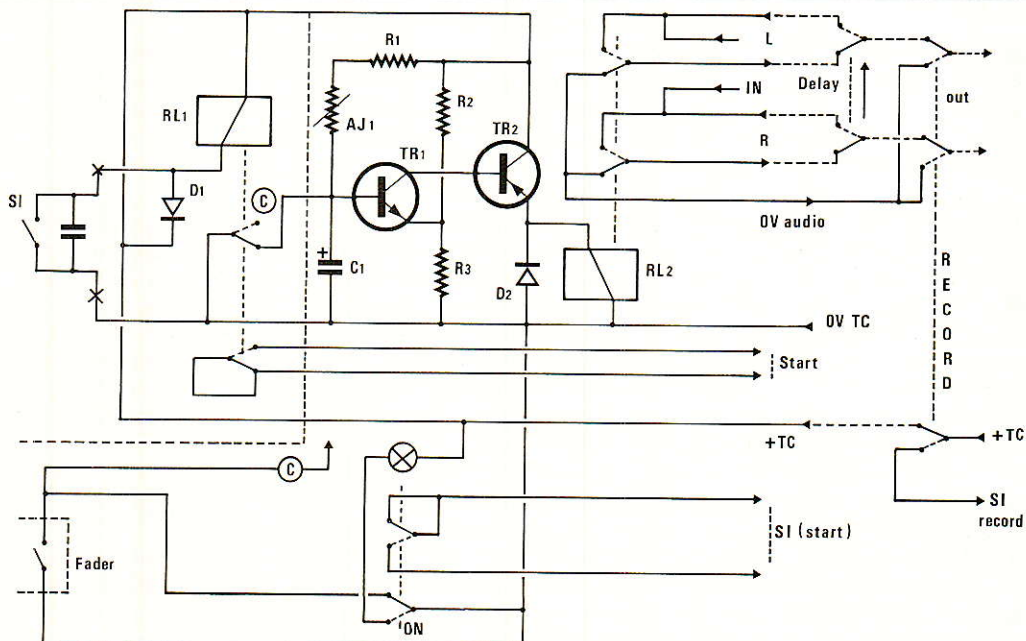 R1
L
RL1
AJ1
R2
Delay
out
IN
TR2
TR1
R
D1
SI
C
0V audio
+
C1
R3
RL2
D2
0V TC
Start
RECORD
+TC
+TC
C
SI
record
SI (start)
Fader
ON